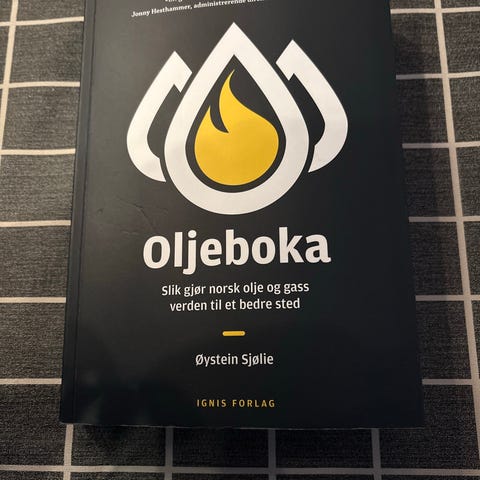 Jonny Hesthammer, administrerende
Oljeboka
Slik gjør norsk olje og gass
verden til et bedre sted
Øystein Sjølie
IGNIS FORLAG